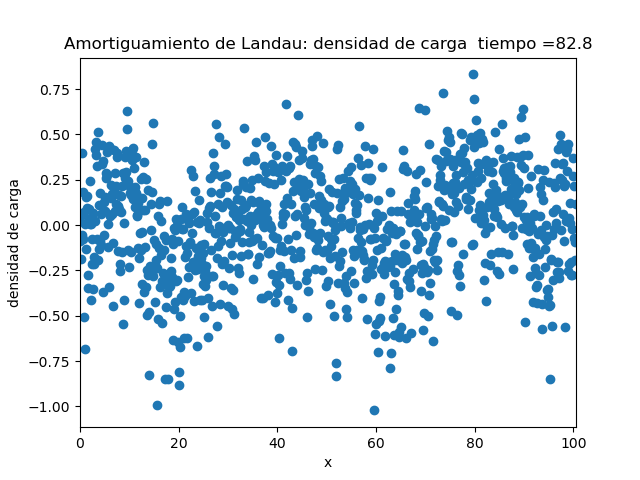 Amortiguamiento de Landau: densidad de carga  tiempo =82.8
densidad de carga
0.75
0.50
0.25
0.00
−0.25
−0.50
−0.75
−1.00
0 20 40 60 80 100
x